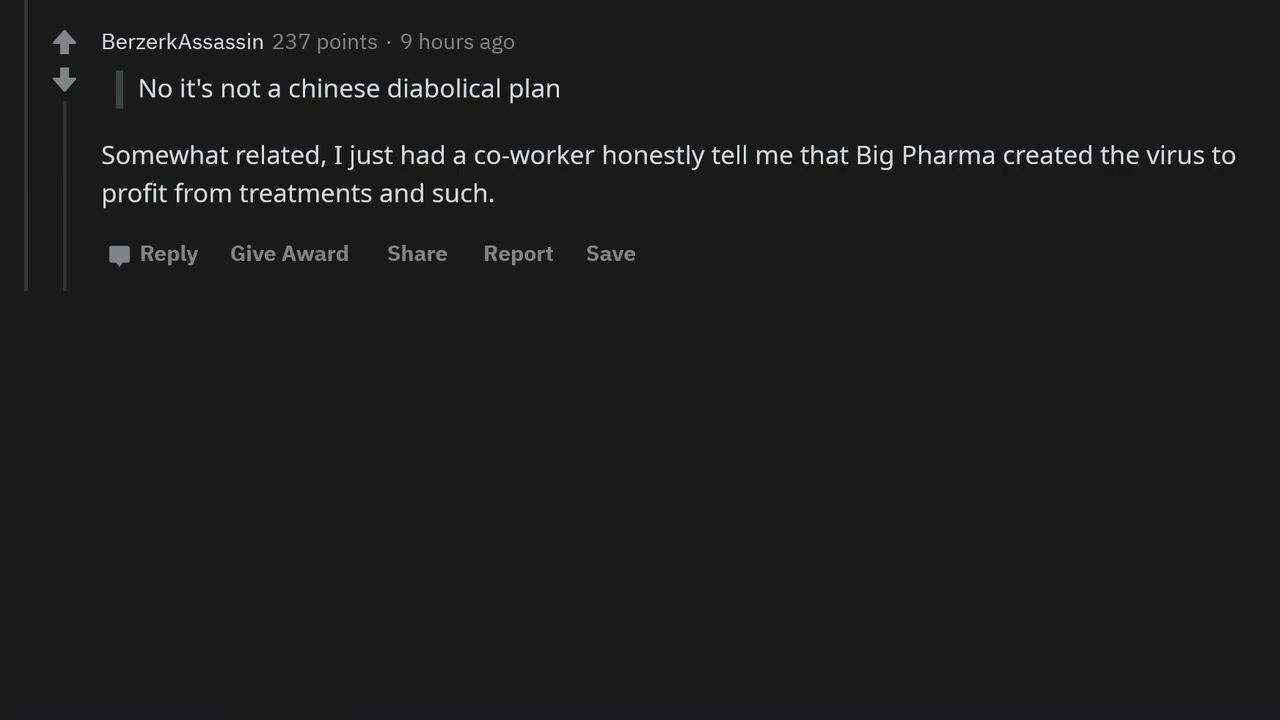 BerzerkAssassin 237 points · 9 hours ago
No it's not a chinese diabolical plan
Somewhat related, I just had a co-worker honestly tell me that Big Pharma created the virus to
profit from treatments and such.
Reply Give Award Share Report Save